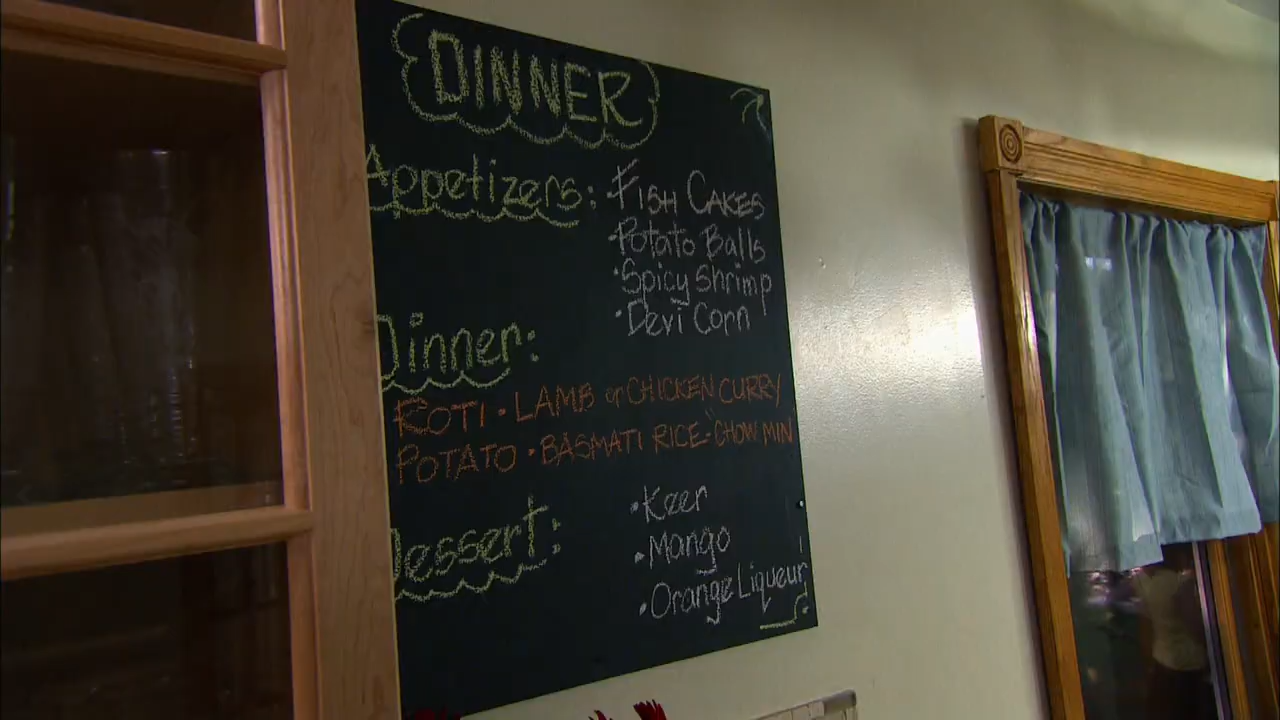 DINNER
Appetizers: FISH CAKES
•Potato Balls
•Spicy Shrimp
•Devi Corn
Dinner:
ROTI • LAMB or CHICKEN CURRY
POTATO • BASMATI RICE - "CHOW MIN"
Dessert:
•Keer
•Mango
•Orange Liqueur